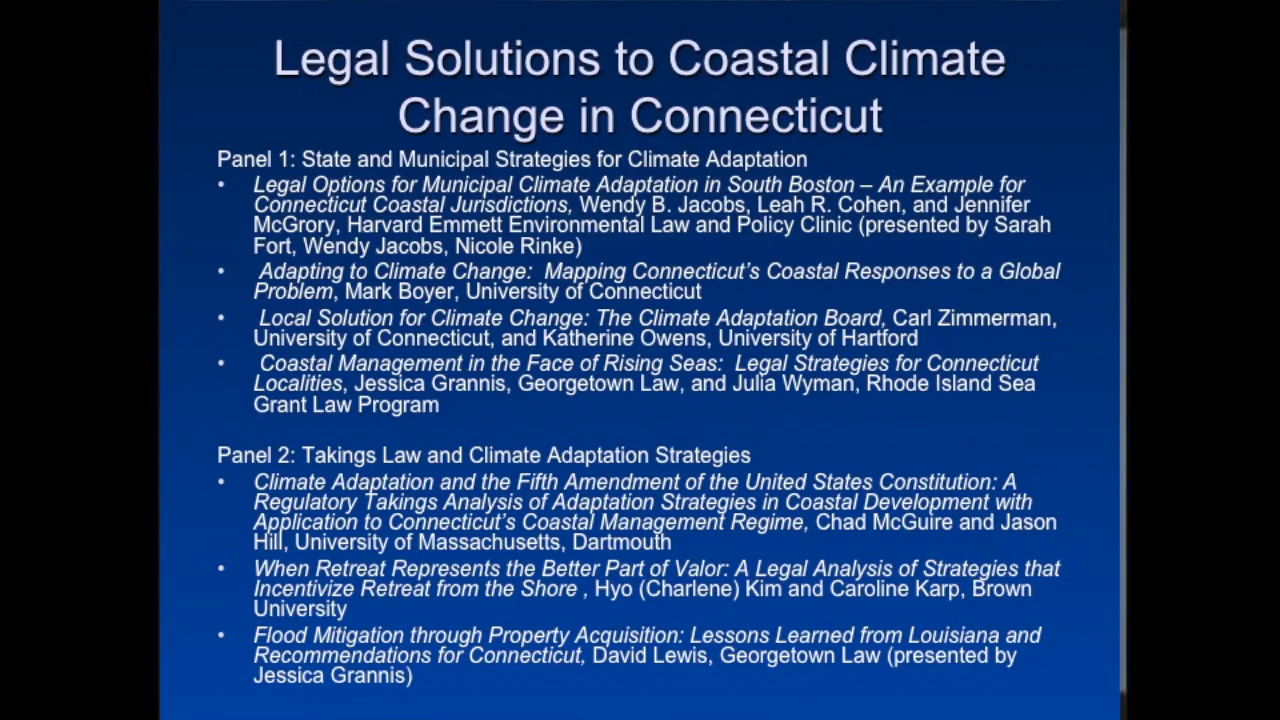 Legal Solutions to Coastal Climate
Change in Connecticut
Panel 1: State and Municipal Strategies for Climate Adaptation
• Legal Options for Municipal Climate Adaptation in South Boston – An Example for
Connecticut Coastal Jurisdictions, Wendy B. Jacobs, Leah R. Cohen, and Jennifer
McGrory, Harvard Emmett Environmental Law and Policy Clinic (presented by Sarah
Fort, Wendy Jacobs, Nicole Rinke)
• Adapting to Climate Change: Mapping Connecticut's Coastal Responses to a Global
Problem, Mark Boyer, University of Connecticut
• Local Solution for Climate Change: The Climate Adaptation Board, Carl Zimmerman,
University of Connecticut, and Katherine Owens, University of Hartford
• Coastal Management in the Face of Rising Seas: Legal Strategies for Connecticut
Localities, Jessica Grannis, Georgetown Law, and Julia Wyman, Rhode Island Sea
Grant Law Program
Panel 2: Takings Law and Climate Adaptation Strategies
• Climate Adaptation and the Fifth Amendment of the United States Constitution: A
Regulatory Takings Analysis of Adaptation Strategies in Coastal Development with
Application to Connecticut's Coastal Management Regime, Chad McGuire and Jason
Hill, University of Massachusetts, Dartmouth
• When Retreat Represents the Better Part of Valor: A Legal Analysis of Strategies that
Incentivize Retreat from the Shore , Hyo (Charlene) Kim and Caroline Karp, Brown
University
• Flood Mitigation through Property Acquisition: Lessons Learned from Louisiana and
Recommendations for Connecticut, David Lewis, Georgetown Law (presented by
Jessica Grannis)